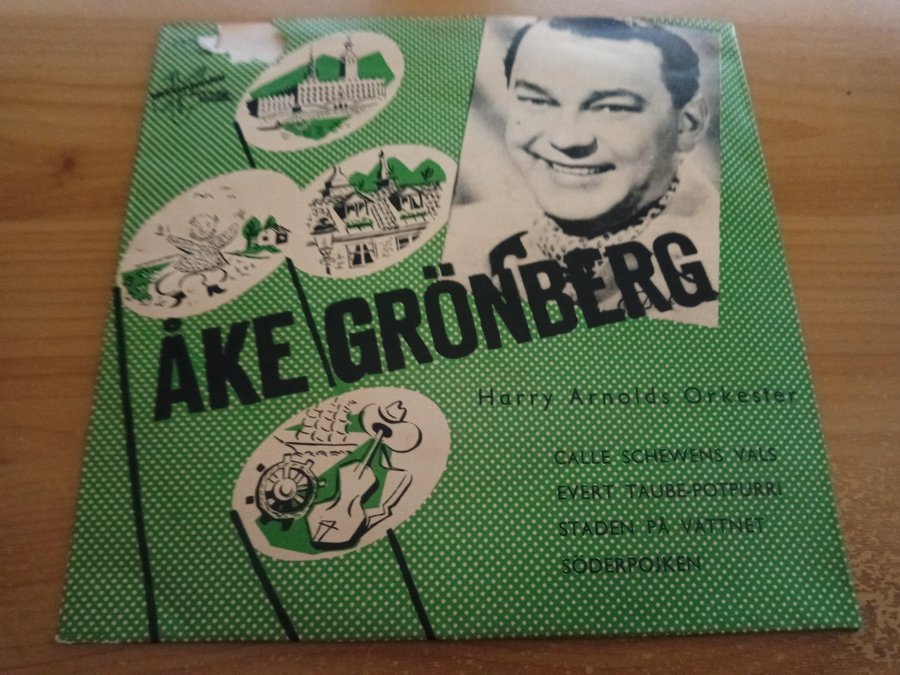 ÅKE GRÖNBERG
Harry Arnolds Orkester
CALLE SCHEWENS VALS
EVERT TAUBE-POTPURRI
STADEN PÅ VATTNET
SÖDERPOJKEN